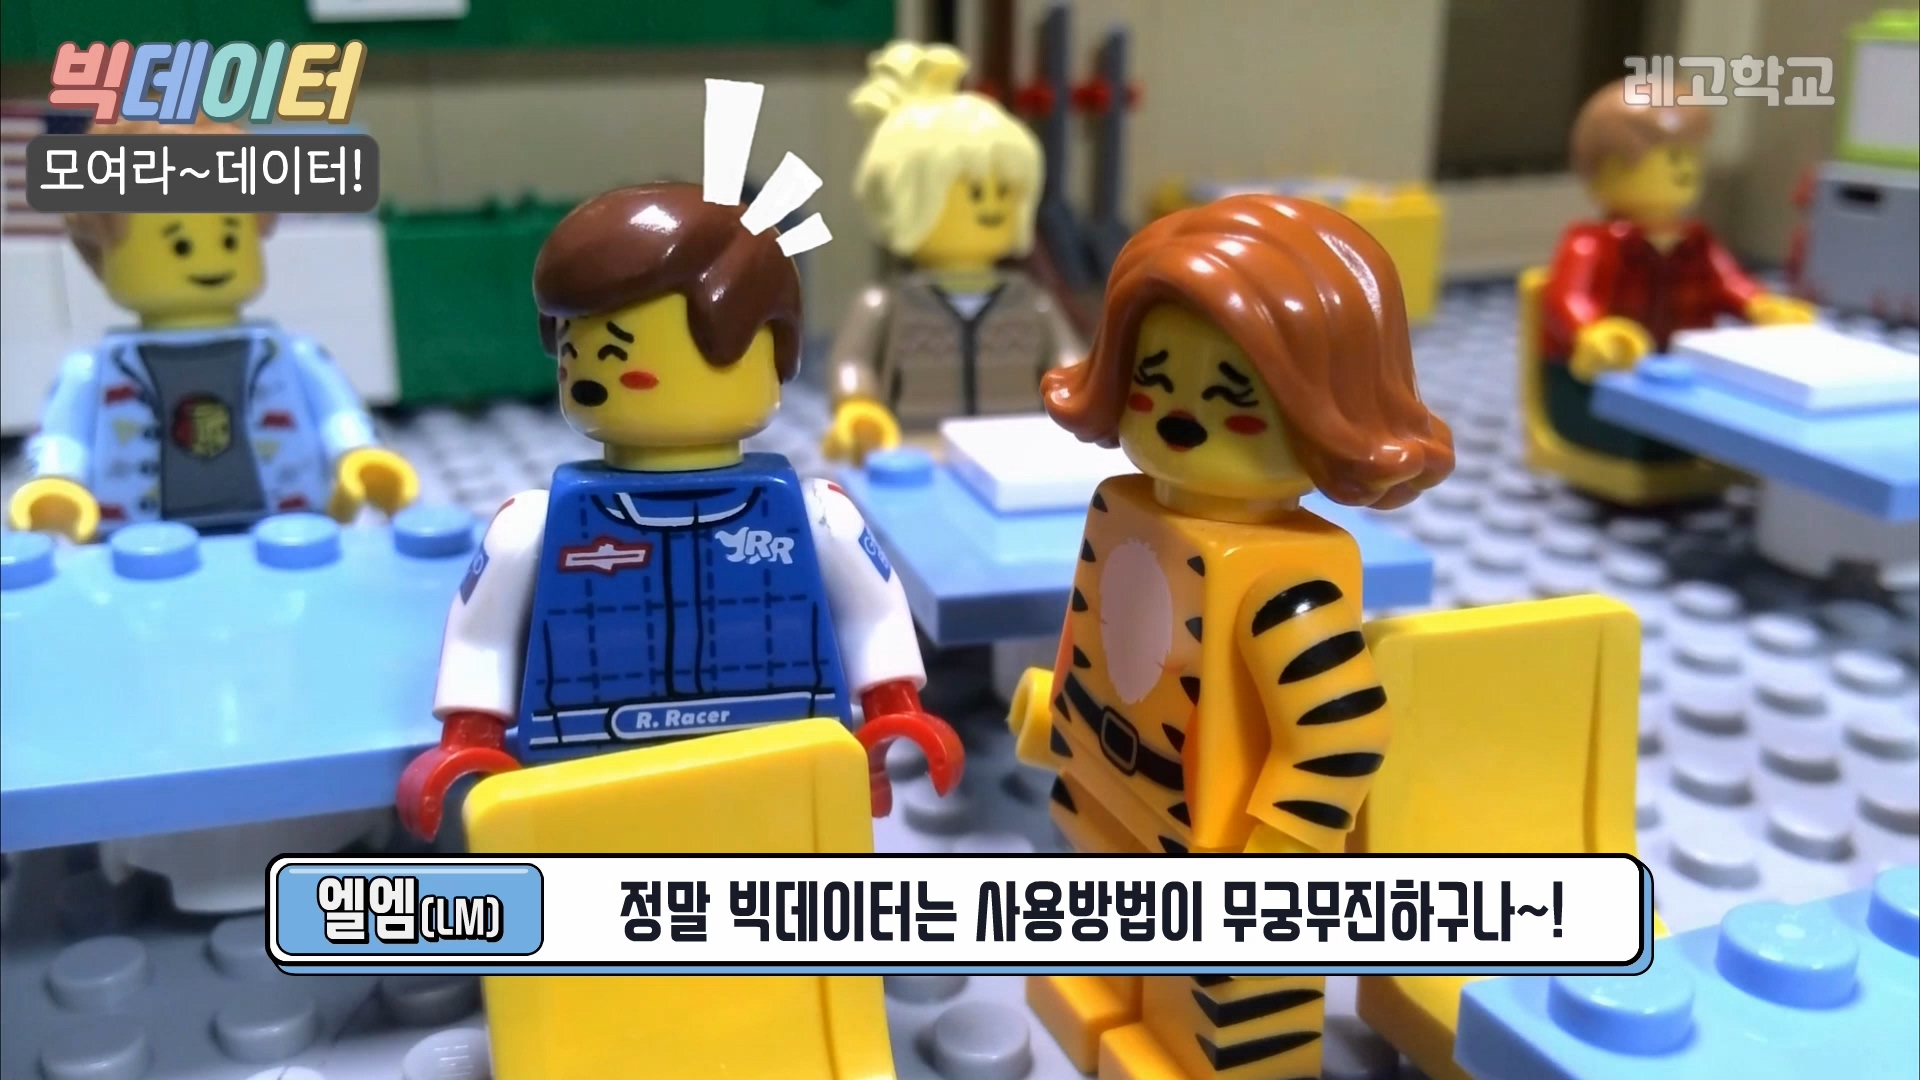 빅데이터
모여라~데이터!
레고학교
YRR
R. Racer
엘엠(LM)
정말 빅데이터는 사용방법이 무궁무진하구나~!